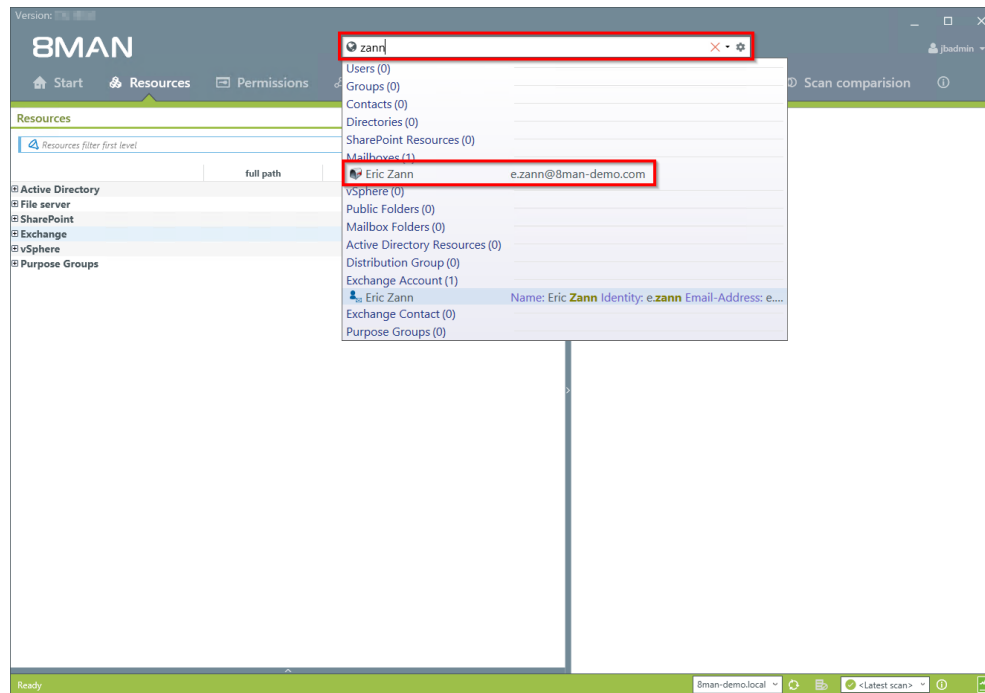 Version:
8MAN
zann
jbadmin
Start Resources Permissions Scan comparision
Resources
Resources filter first level
full path
Active Directory
File server
SharePoint
Exchange
vSphere
Purpose Groups
Users (0)
Groups (0)
Contacts (0)
Directories (0)
SharePoint Resources (0)
Mailboxes (1)
Eric Zann e.zann@8man-demo.com
vSphere (0)
Public Folders (0)
Mailbox Folders (0)
Active Directory Resources (0)
Distribution Group (0)
Exchange Account (1)
Eric Zann Name: Eric Zann Identity: e.zann Email-Address: e....
Exchange Contact (0)
Purpose Groups (0)
Ready 8man-demo.local <Latest scan>